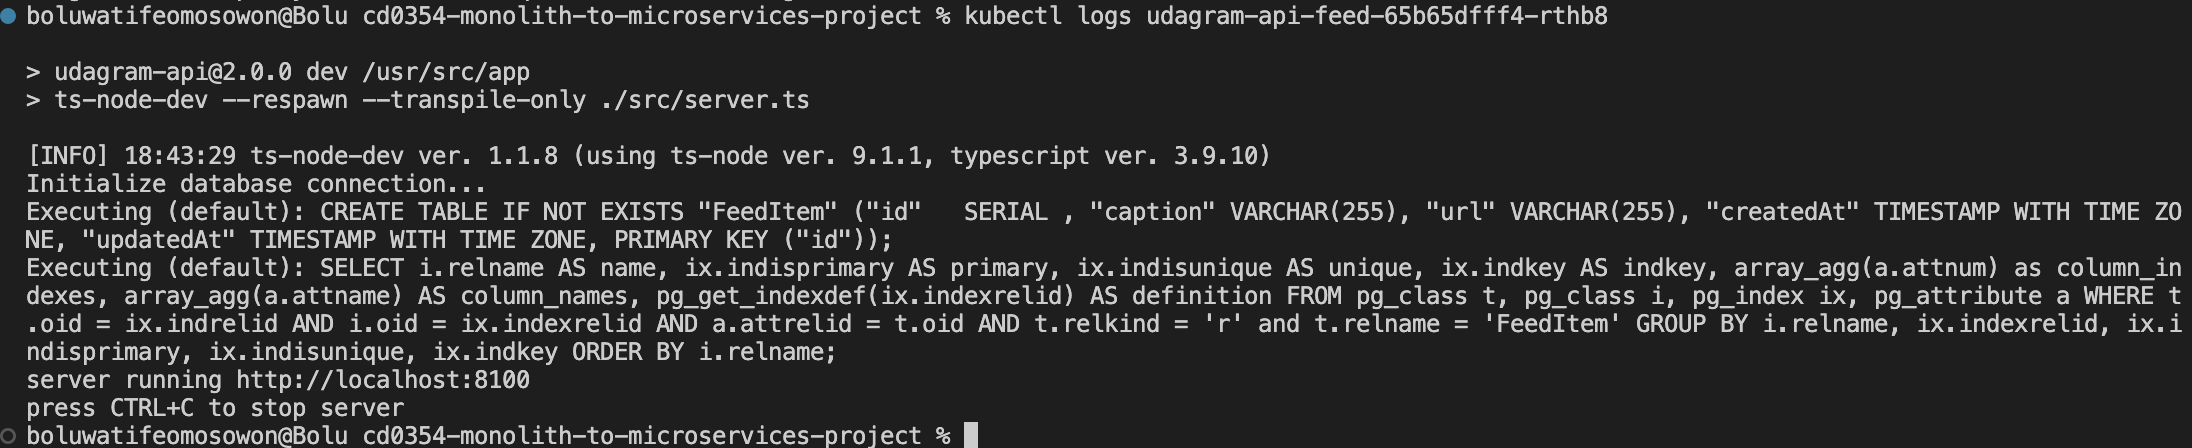 boluwatifeomosowon@Bolu cd0354-monolith-to-microservices-project % kubectl logs udagram-api-feed-65b65dfff4-rthb8
> udagram-api@2.0.0 dev /usr/src/app
> ts-node-dev --respawn --transpile-only ./src/server.ts
[INFO] 18:43:29 ts-node-dev ver. 1.1.8 (using ts-node ver. 9.1.1, typescript ver. 3.9.10)
Initialize database connection...
Executing (default): CREATE TABLE IF NOT EXISTS "FeedItem" ("id"   SERIAL , "caption" VARCHAR(255), "url" VARCHAR(255), "createdAt" TIMESTAMP WITH TIME ZO
NE, "updatedAt" TIMESTAMP WITH TIME ZONE, PRIMARY KEY ("id"));
Executing (default): SELECT i.relname AS name, ix.indisprimary AS primary, ix.indisunique AS unique, ix.indkey AS indkey, array_agg(a.attnum) as column_in
dexes, array_agg(a.attname) AS column_names, pg_get_indexdef(ix.indexrelid) AS definition FROM pg_class t, pg_class i, pg_index ix, pg_attribute a WHERE t
.oid = ix.indrelid AND i.oid = ix.indexrelid AND a.attrelid = t.oid AND t.relkind = 'r' and t.relname = 'FeedItem' GROUP BY i.relname, ix.indexrelid, ix.i
ndisprimary, ix.indisunique, ix.indkey ORDER BY i.relname;
server running http://localhost:8100
press CTRL+C to stop server
boluwatifeomosowon@Bolu cd0354-monolith-to-microservices-project %